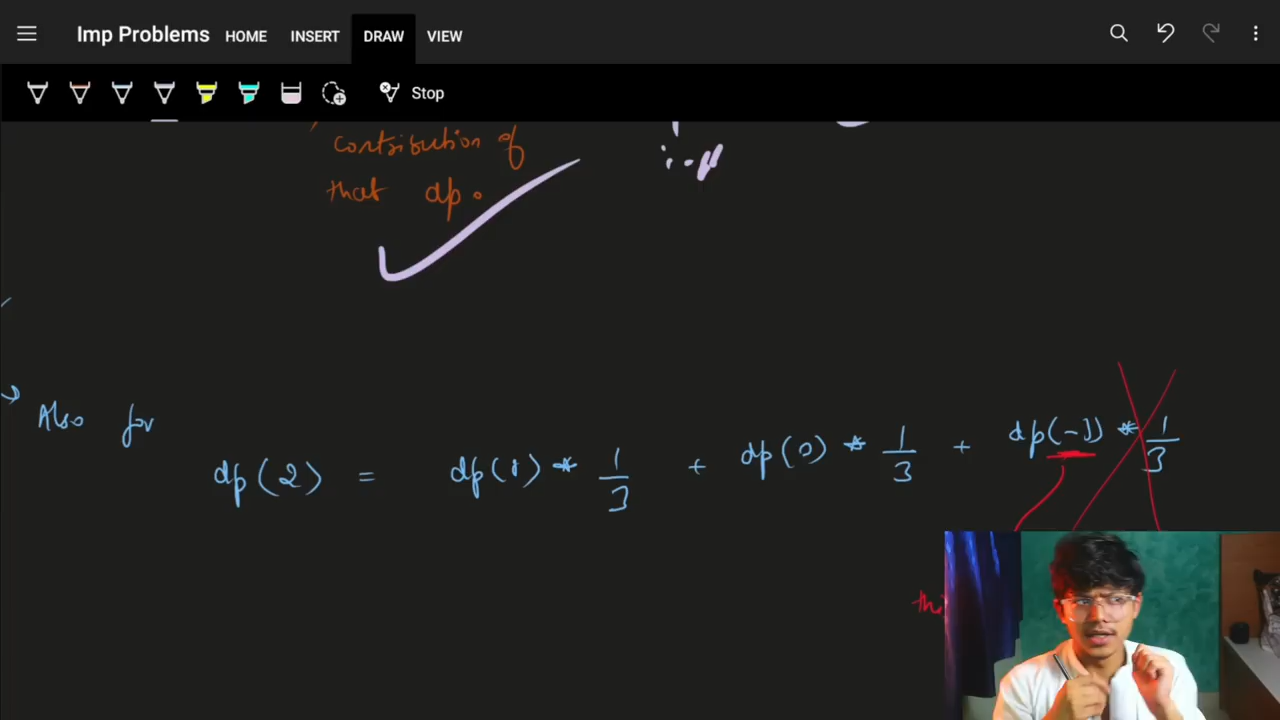 Imp Problems HOME INSERT DRAW VIEW
Stop
contribution of
that dp.
Also for
dp(2) = dp(1) * 1/3 + dp(0) * 1/3 + dp(-1) * 1/3